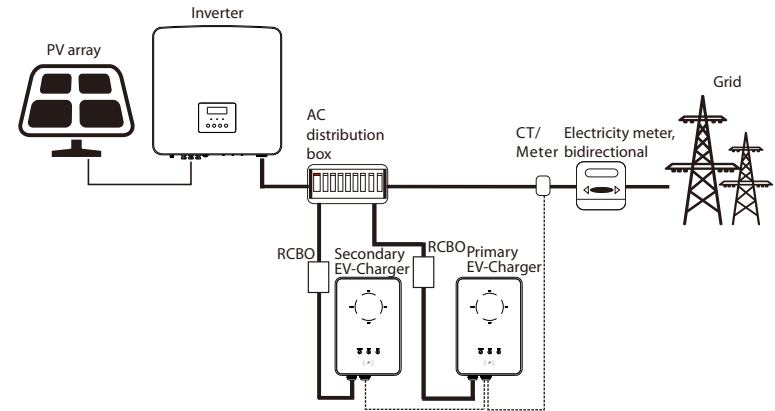 Inverter
PV array
Grid
AC
distribution
box
CT/
Meter
Electricity meter,
bidirectional
RCBO
Secondary
EV-Charger
RCBO
Primary
EV-Charger